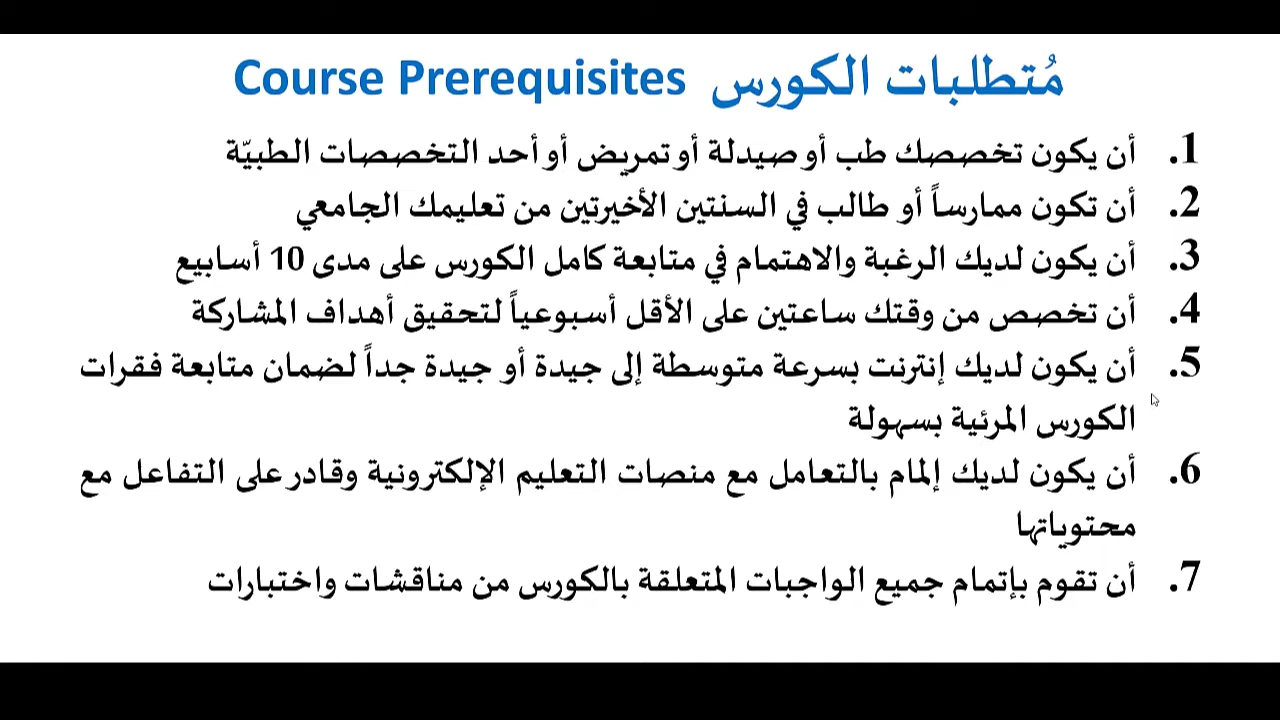 مُتطلبات الكورس Course Prerequisites
1. أن يكون تخصصك طب أو صيدلة أو تمريض أو أحد التخصصات الطبيّة
2. أن تكون ممارساً أو طالب في السنتين الأخيرتين من تعليمك الجامعي
3. أن يكون لديك الرغبة والاهتمام في متابعة كامل الكورس على مدى 10 أسابيع
4. أن تخصص من وقتك ساعتين على الأقل أسبوعياً لتحقيق أهداف المشاركة
5. أن يكون لديك إنترنت بسرعة متوسطة إلى جيدة أو جيدة جداً لضمان متابعة فقرات
الكورس المرئية بسهولة
6. أن يكون لديك إلمام بالتعامل مع منصات التعليم الإلكترونية وقادر على التفاعل مع
محتوياتها
7. أن تقوم بإتمام جميع الواجبات المتعلقة بالكورس من مناقشات واختبارات